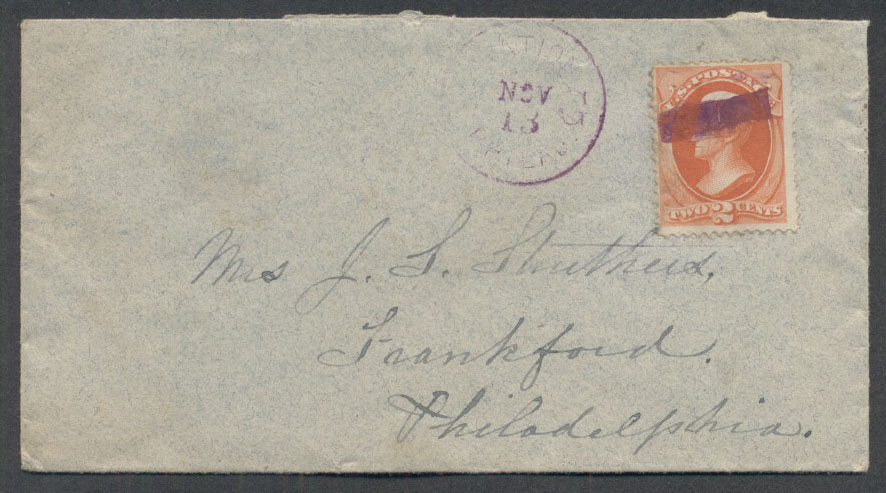 NOV
13
U.S. POSTAGE
TWO 2 CENTS
Mrs J. S. Struthers,
Frankford.
Philadelphia.